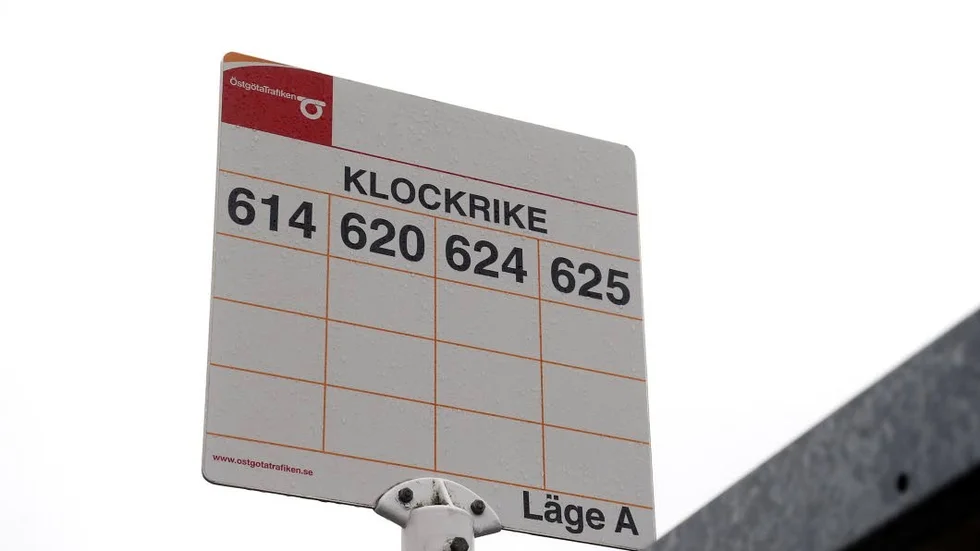 ÖstgötaTrafiken
KLOCKRIKE
614 620 624 625
www.ostgotatrafiken.se
Läge A